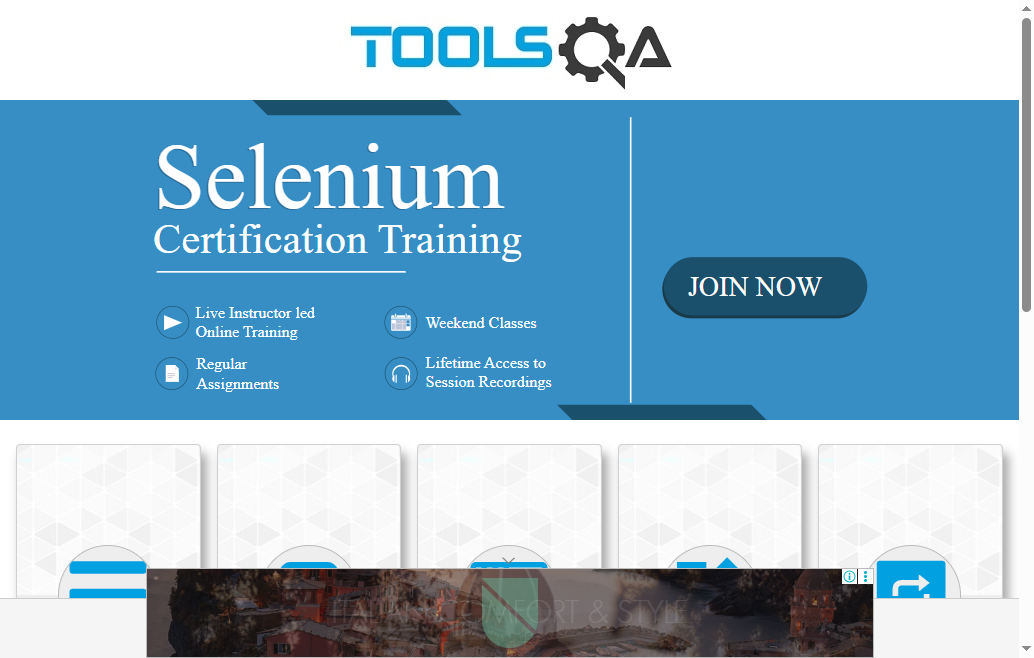 TOOLSQA
Selenium
Certification Training
Live Instructor led
Online Training
Weekend Classes
Regular
Assignments
Lifetime Access to
Session Recordings
JOIN NOW
ITALIAN COMFORT & STYLE